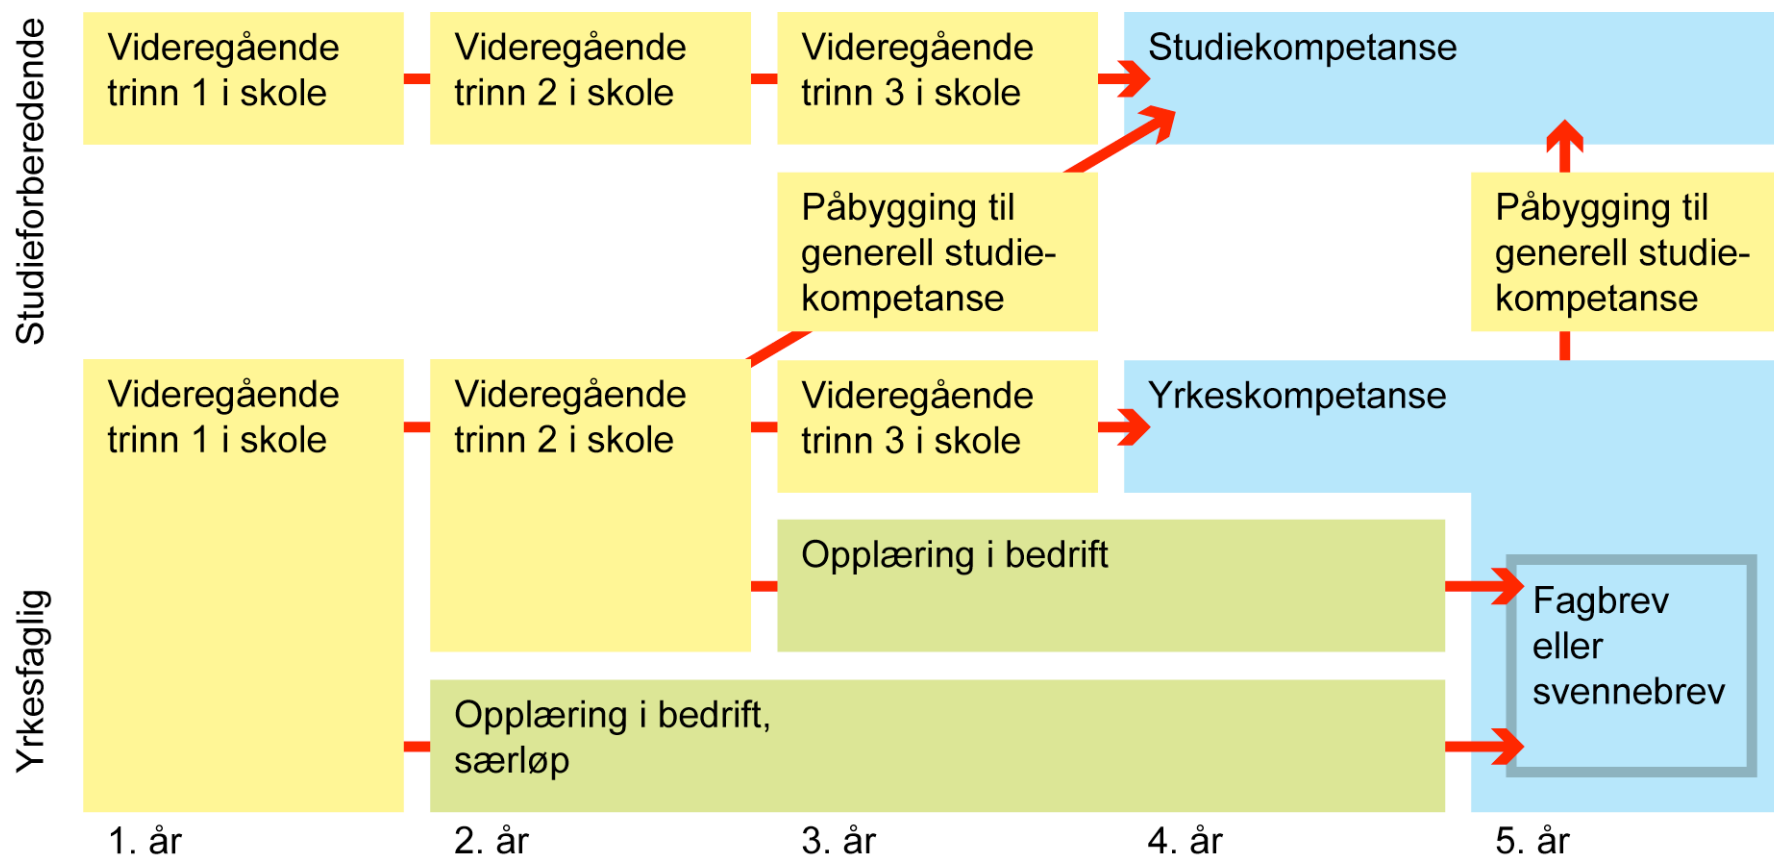 Studieforberedende
Videregående
trinn 1 i skole
Videregående
trinn 2 i skole
Videregående
trinn 3 i skole
Studiekompetanse
Påbygging til
generell studie-
kompetanse
Påbygging til
generell studie-
kompetanse
Yrkesfaglig
Videregående
trinn 1 i skole
Videregående
trinn 2 i skole
Videregående
trinn 3 i skole
Yrkeskompetanse
Opplæring i bedrift
Fagbrev
eller
svennebrev
Opplæring i bedrift,
særløp
1. år
2. år
3. år
4. år
5. år